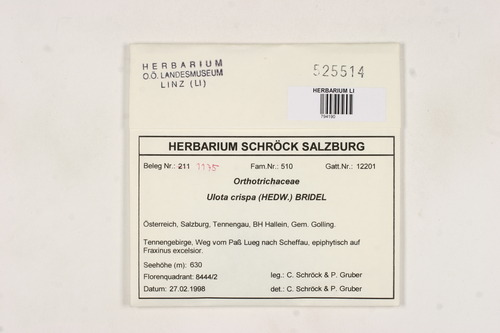 HERBARIUM
O.Ö. LANDESMUSEUM
LINZ (LI)
525514
HERBARIUM LI
HERBARIUM SCHRÖCK SALZBURG
Beleg Nr.: 211 1175 Fam.Nr.: 510 Gatt.Nr.: 12201
Orthotrichaceae
Ulota crispa (HEDW.) BRIDEL
Österreich, Salzburg, Tennengau, BH Hallein, Gem. Golling.
Tennengebirge, Weg vom Paß Lueg nach Scheffau, epiphytisch auf
Fraxinus excelsior.
Seehöhe (m): 630
Florenquadrant: 8444/2 leg.: C. Schröck & P. Gruber
Datum: 27.02.1998 det.: C. Schröck & P. Gruber